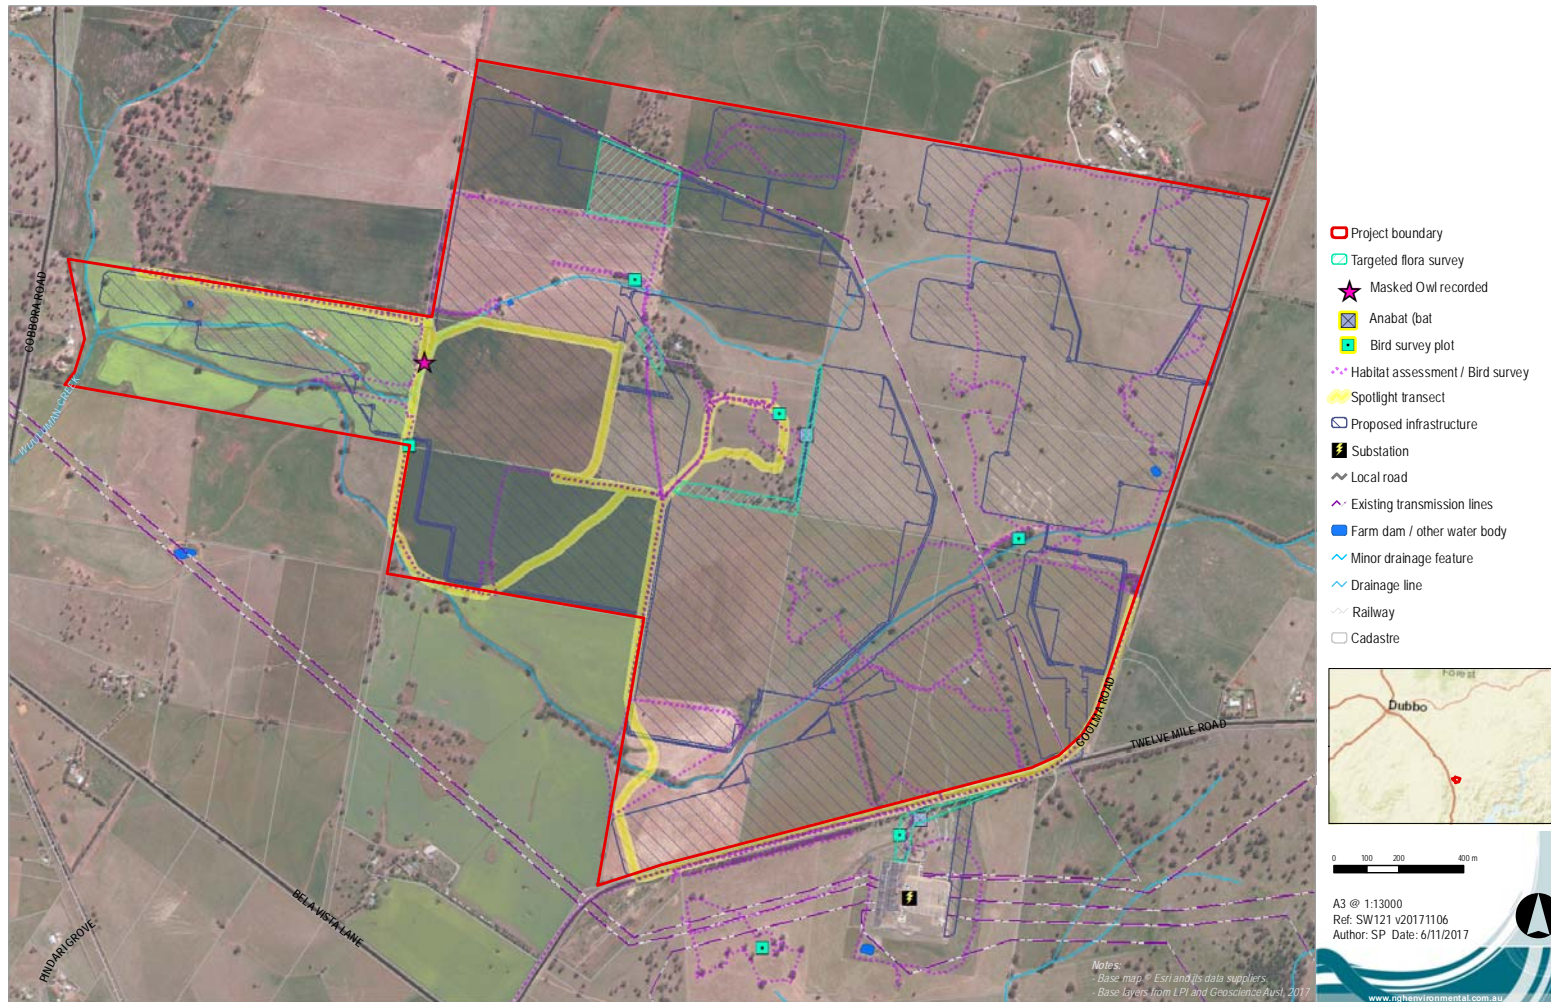 COBBORA ROAD
WUULUMAN CREEK
GOOLMA ROAD
TWELVE MILE ROAD
BELA VISTA LANE
PINDARI GROVE
Notes:
- Base map © Esri and its data suppliers
- Base layers from LPI and Geoscience Aust, 2017
Project boundary
Targeted flora survey
Masked Owl recorded
Anabat (bat
Bird survey plot
Habitat assessment / Bird survey
Spotlight transect
Proposed infrastructure
Substation
Local road
Existing transmission lines
Farm dam / other water body
Minor drainage feature
Drainage line
Railway
Cadastre
Forest
Dubbo
0 100 200 400 m
A3 @ 1:13000
Ref: SW121 v20171106
Author: SP Date: 6/11/2017
www.nghenvironmental.com.au